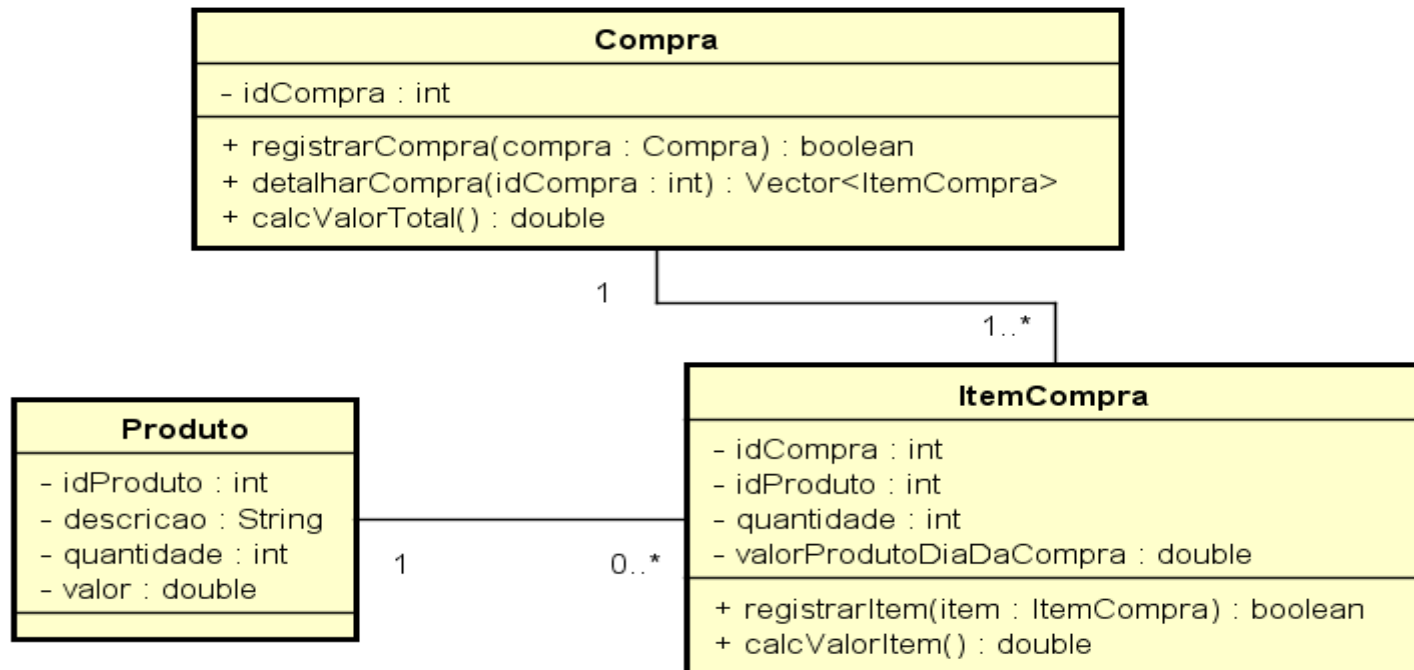 Compra
- idCompra : int
+ registrarCompra(compra : Compra) : boolean
+ detalharCompra(idCompra : int) : Vector<ItemCompra>
+ calcValorTotal() : double
1
1..*
Produto
- idProduto : int
- descricao : String
- quantidade : int
- valor : double
1
0..*
ItemCompra
- idCompra : int
- idProduto : int
- quantidade : int
- valorProdutoDiaDaCompra : double
+ registrarItem(item : ItemCompra) : boolean
+ calcValorItem() : double